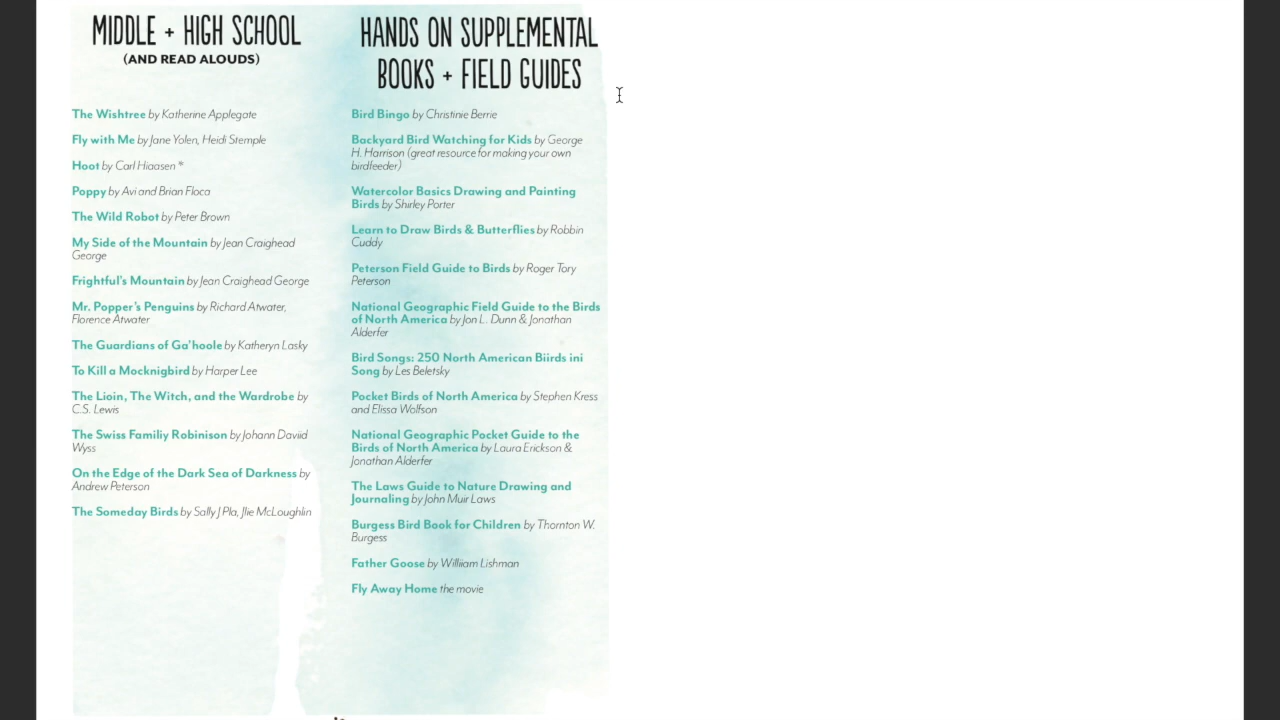 MIDDLE + HIGH SCHOOL
(AND READ ALOUDS)
The Wishtree by Katherine Applegate
Fly with Me by Jane Yolen, Heidi Stemple
Hoot by Carl Hiaasen *
Poppy by Avi and Brian Floca
The Wild Robot by Peter Brown
My Side of the Mountain by Jean Craighead
George
Frightful's Mountain by Jean Craighead George
Mr. Popper's Penguins by Richard Atwater,
Florence Atwater
The Guardians of Ga'hoole by Katheryn Lasky
To Kill a Mocknigbird by Harper Lee
The Lioin, The Witch, and the Wardrobe by
C.S. Lewis
The Swiss Familiy Robinison by Johann Daviid
Wyss
On the Edge of the Dark Sea of Darkness by
Andrew Peterson
The Someday Birds by Sally J Pla, Jlie McLoughlin
HANDS ON SUPPLEMENTAL
BOOKS + FIELD GUIDES
Bird Bingo by Christinie Berrie
Backyard Bird Watching for Kids by George
H. Harrison (great resource for making your own
birdfeeder)
Watercolor Basics Drawing and Painting
Birds by Shirley Porter
Learn to Draw Birds & Butterflies by Robbin
Cuddy
Peterson Field Guide to Birds by Roger Tory
Peterson
National Geographic Field Guide to the Birds
of North America by Jon L. Dunn & Jonathan
Alderfer
Bird Songs: 250 North American Biirds ini
Song by Les Beletsky
Pocket Birds of North America by Stephen Kress
and Elissa Wolfson
National Geographic Pocket Guide to the
Birds of North America by Laura Erickson &
Jonathan Alderfer
The Laws Guide to Nature Drawing and
Journaling by John Muir Laws
Burgess Bird Book for Children by Thornton W.
Burgess
Father Goose by Willliam Lishman
Fly Away Home the movie